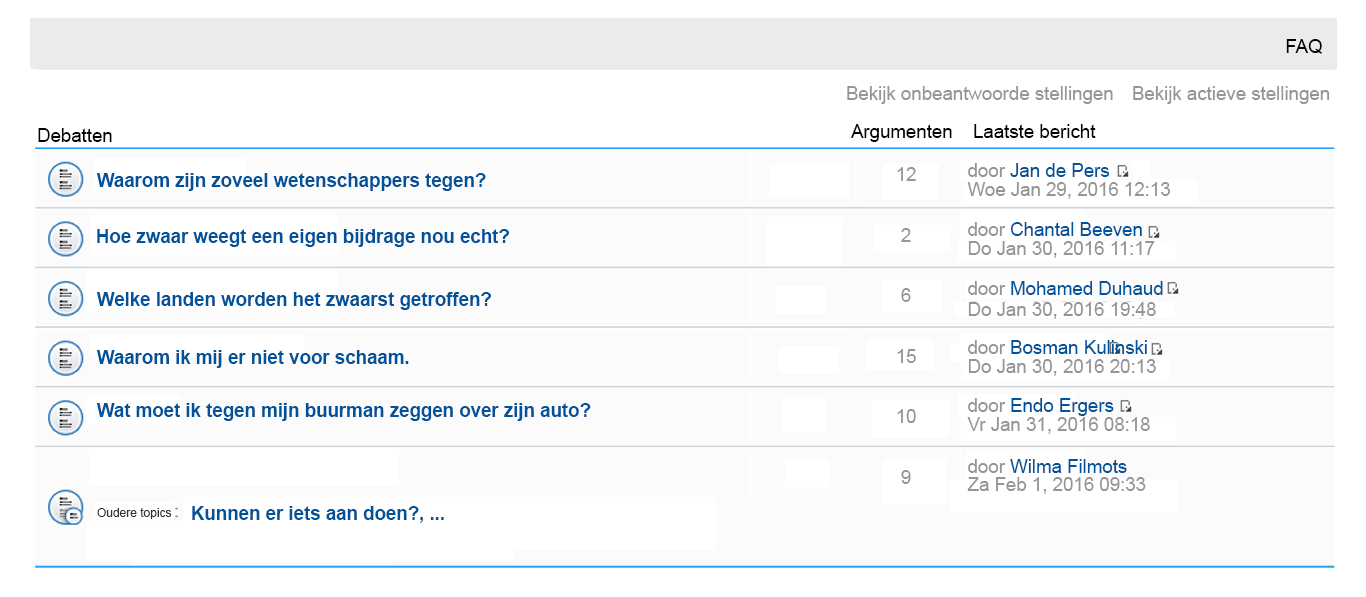 FAQ
Bekijk onbeantwoorde stellingen Bekijk actieve stellingen
Debatten Argumenten Laatste bericht
Waarom zijn zoveel wetenschappers tegen? 12 door Jan de Pers
Woe Jan 29, 2016 12:13
Hoe zwaar weegt een eigen bijdrage nou echt? 2 door Chantal Beeven
Do Jan 30, 2016 11:17
Welke landen worden het zwaarst getroffen? 6 door Mohamed Duhaud
Do Jan 30, 2016 19:48
Waarom ik mij er niet voor schaam. 15 door Bosman Kulinski
Do Jan 30, 2016 20:13
Wat moet ik tegen mijn buurman zeggen over zijn auto? 10 door Endo Ergers
Vr Jan 31, 2016 08:18
9 door Wilma Filmots
Za Feb 1, 2016 09:33
Oudere topics : Kunnen er iets aan doen?, ...